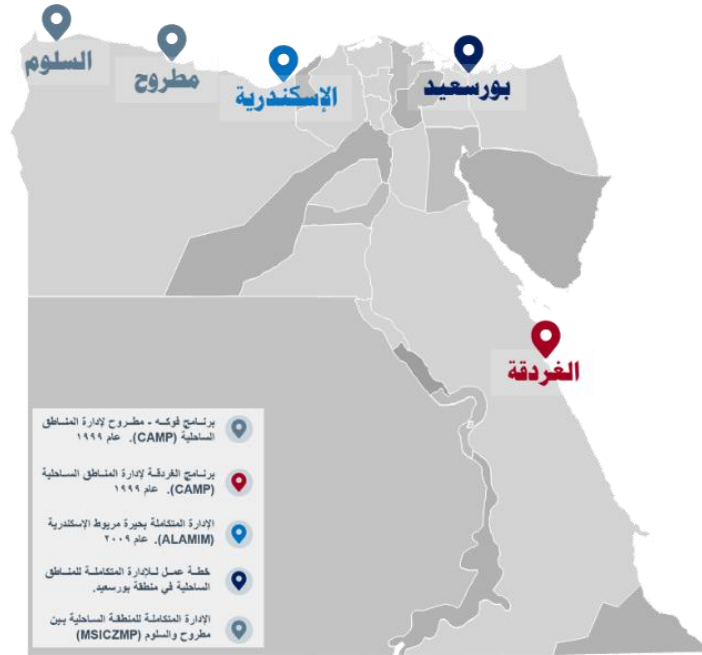 السلوم
مطروح
الإسكندرية
بورسعيد
الغردقة
برنامج فوكه - مطروح لإدارة المناطق
الساحلية (CAMP). عام ١٩٩٩
برنامج الغردقة لإدارة المناطق الساحلية
(CAMP). عام ١٩٩٩
الإدارة المتكاملة بحيرة مريوط الإسكندرية
(ALAMIM). عام ٢٠٠٩
خطة عمل للإدارة المتكاملة للمناطق
الساحلية في منطقة بورسعيد.
الإدارة المتكاملة للمنطقة الساحلية بين
مطروح والسلوم (MSICZMP)